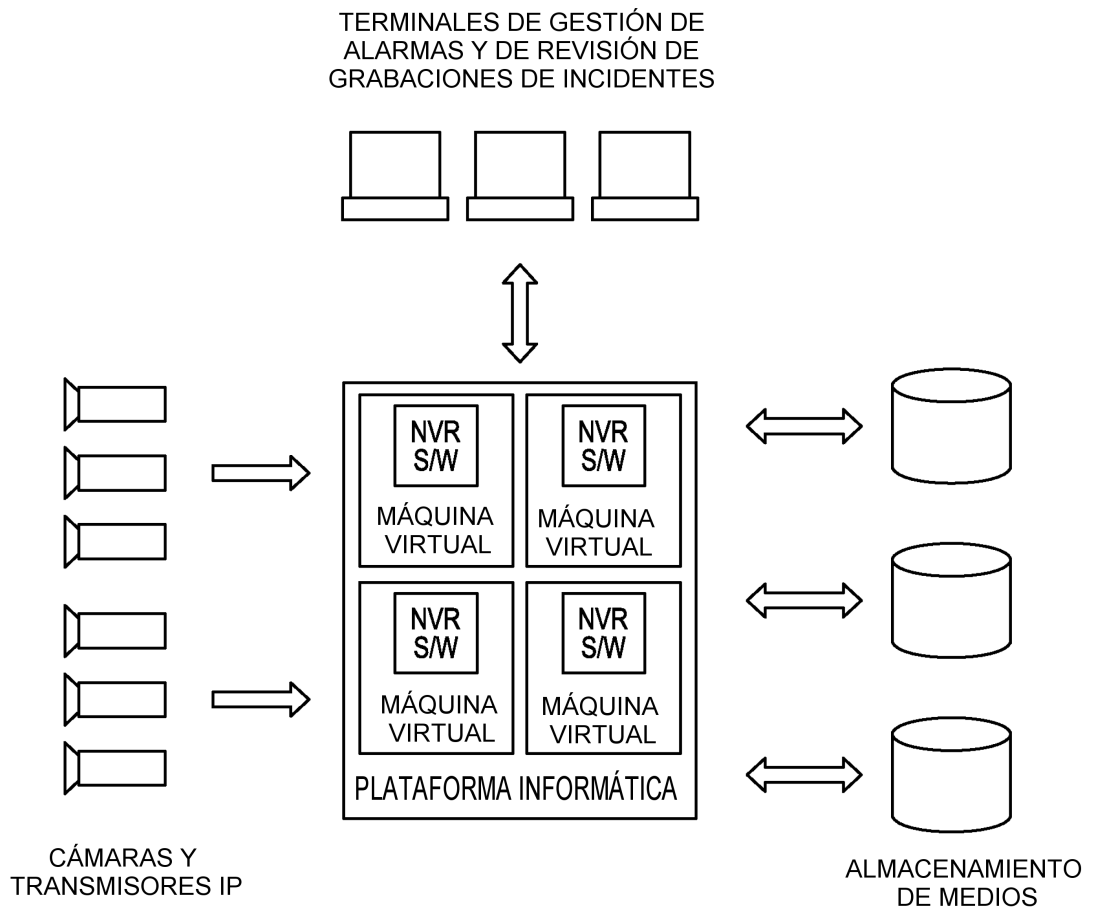 TERMINALES DE GESTIÓN DE
ALARMAS Y DE REVISIÓN DE
GRABACIONES DE INCIDENTES
NVR
S/W
MÁQUINA
VIRTUAL
NVR
S/W
MÁQUINA
VIRTUAL
NVR
S/W
MÁQUINA
VIRTUAL
NVR
S/W
MÁQUINA
VIRTUAL
PLATAFORMA INFORMÁTICA
CÁMARAS Y
TRANSMISORES IP
ALMACENAMIENTO
DE MEDIOS